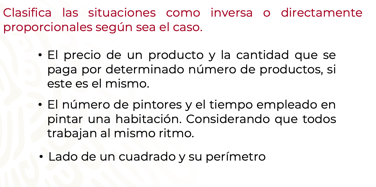 Clasifica las situaciones como inversa o directamente
proporcionales según sea el caso.
• El precio de un producto y la cantidad que se
paga por determinado número de productos, si
este es el mismo.
• El número de pintores y el tiempo empleado en
pintar una habitación. Considerando que todos
trabajan al mismo ritmo.
• Lado de un cuadrado y su perímetro